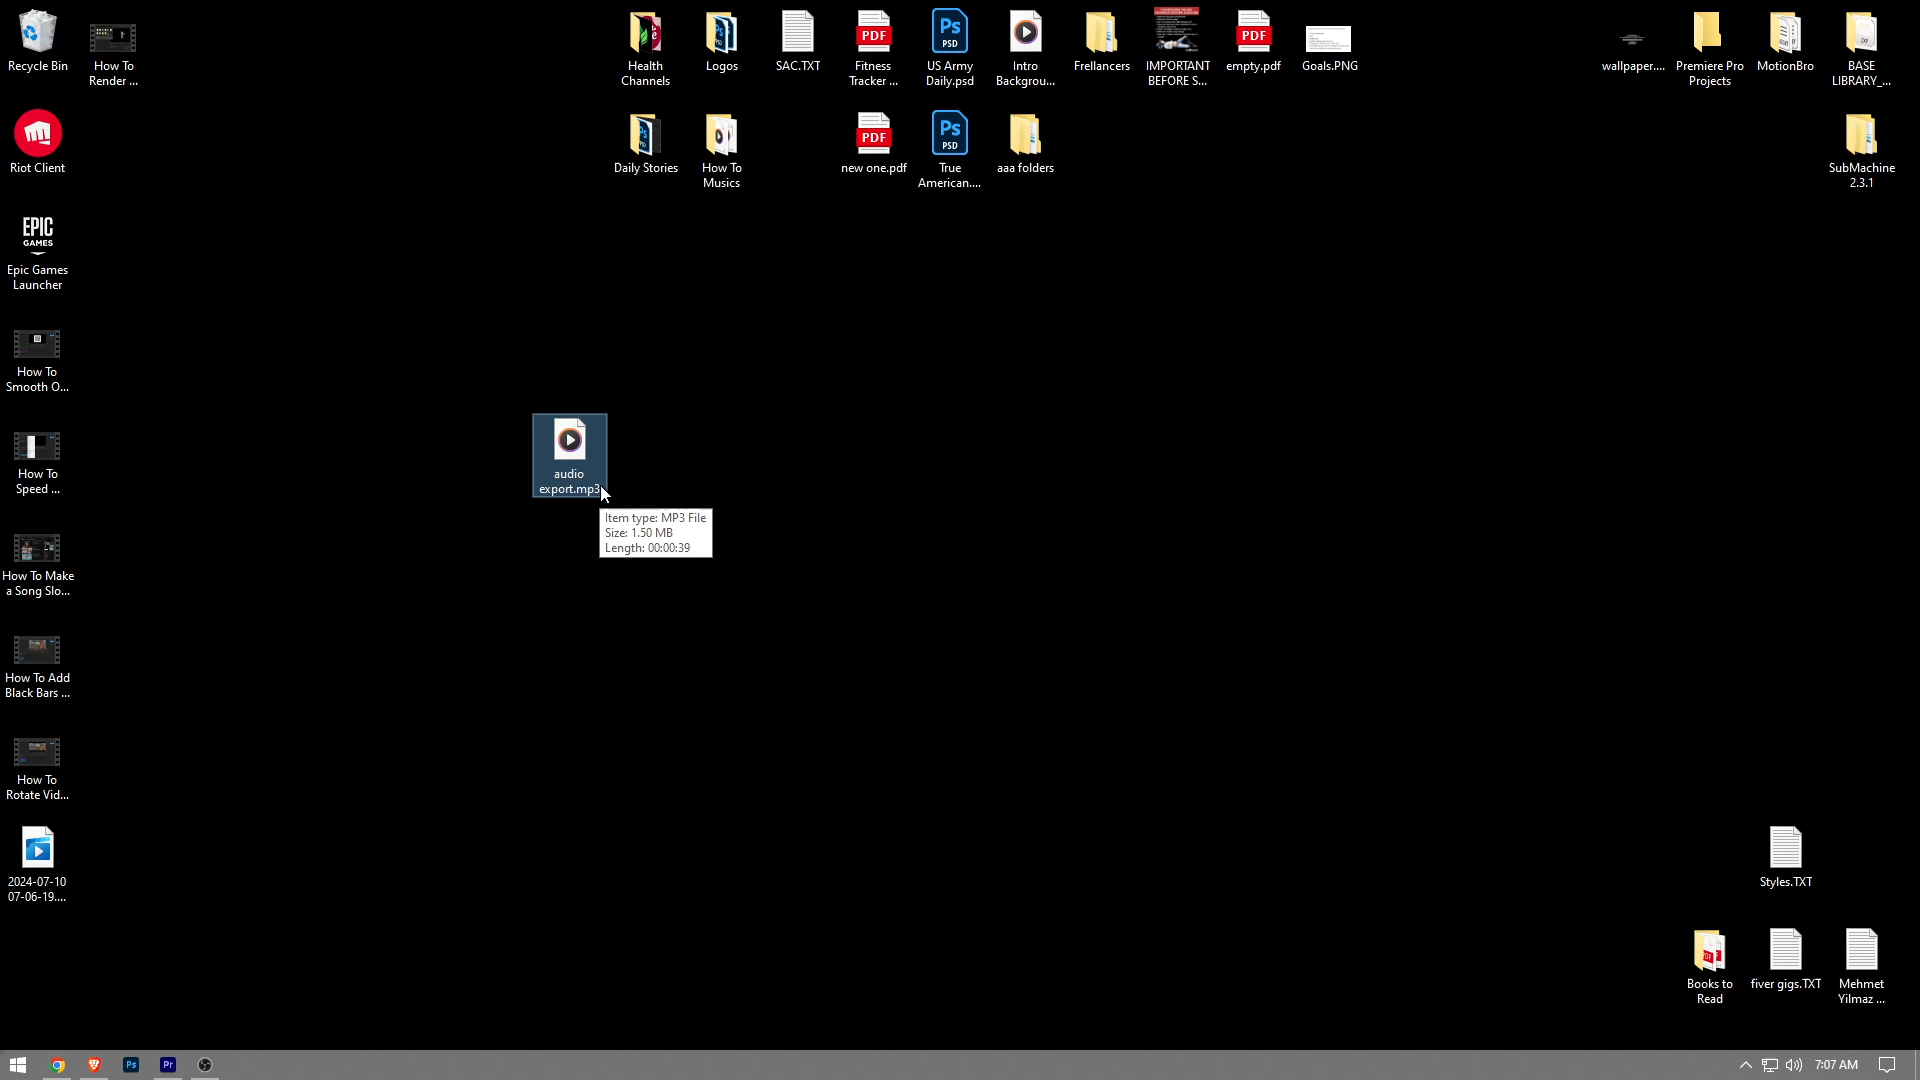 Recycle Bin
How To
Render ...
Health
Channels
Logos
SAC.TXT
PDF
Fitness
Tracker ...
Ps
PSD
US Army
Daily.psd
Intro
Backgrou...
Frellancers
IMPORTANT
BEFORE S...
PDF
empty.pdf
Goals.PNG
wallpaper....
Premiere Pro
Projects
MotionBro
BASE
LIBRARY_...
Riot Client
Daily Stories
How To
Musics
PDF
new one.pdf
Ps
PSD
True
American....
aaa folders
SubMachine
2.3.1
EPIC
GAMES
Epic Games
Launcher
How To
Smooth O...
audio
export.mp3
Item type: MP3 File
Size: 1.50 MB
Length: 00:00:39
How To
Speed ...
How To Make
a Song Slo...
How To Add
Black Bars ...
How To
Rotate Vid...
2024-07-10
07-06-19....
Styles.TXT
Books to
Read
fiver gigs.TXT
Mehmet
Yilmaz ...
Ps
Pr
7:07 AM